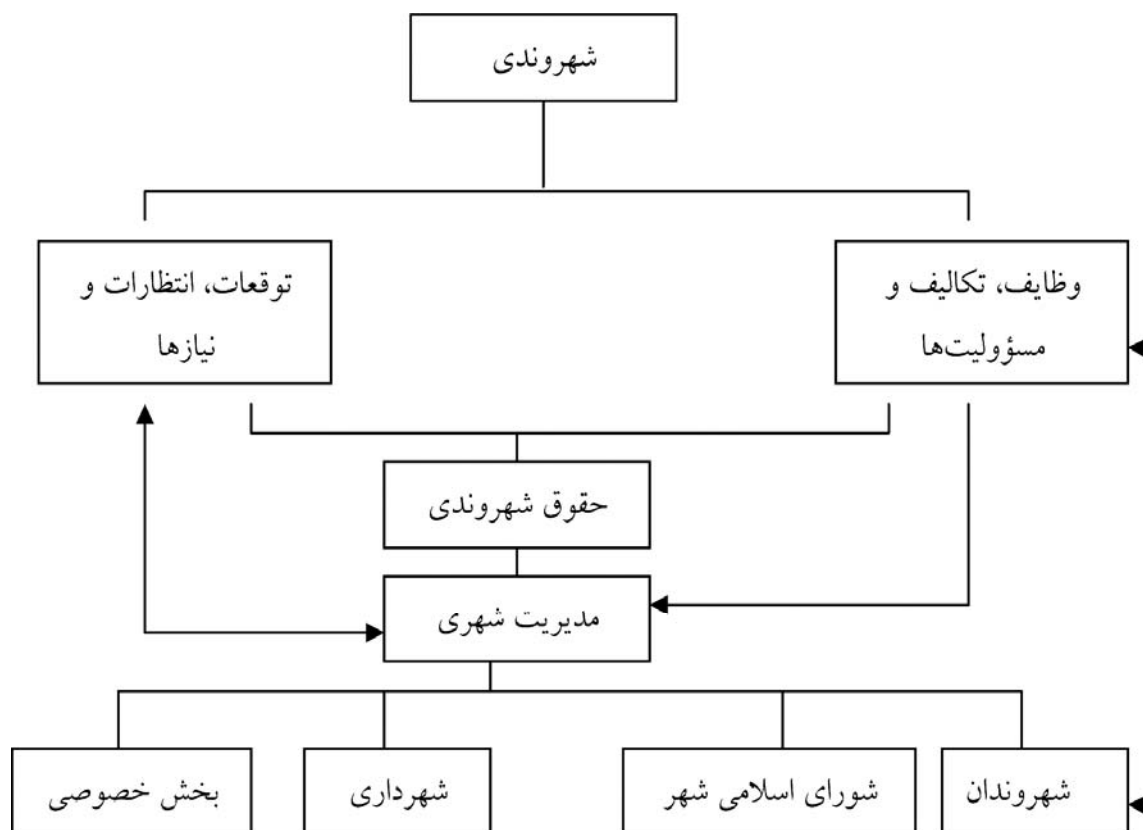 شهروندی
وظایف، تکالیف و
مسؤولیت‌ها
توقعات، انتظارات و
نیازها
حقوق شهروندی
مدیریت شهری
شهروندان
شورای اسلامی شهر
شهرداری
بخش خصوصی